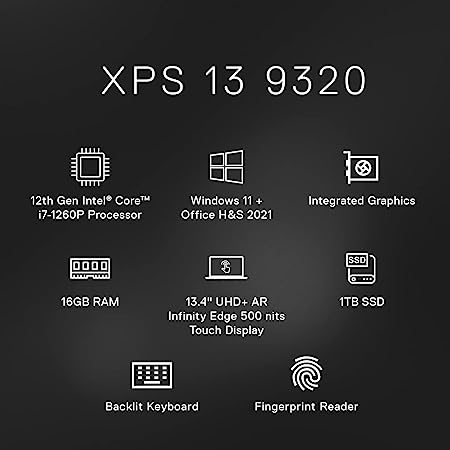 XPS 13 9320
12th Gen Intel® Core™
i7-1260P Processor
Windows 11 +
Office H&S 2021
Integrated Graphics
16GB RAM
13.4" UHD+ AR
Infinity Edge 500 nits
Touch Display
SSD
1TB SSD
Backlit Keyboard
Fingerprint Reader